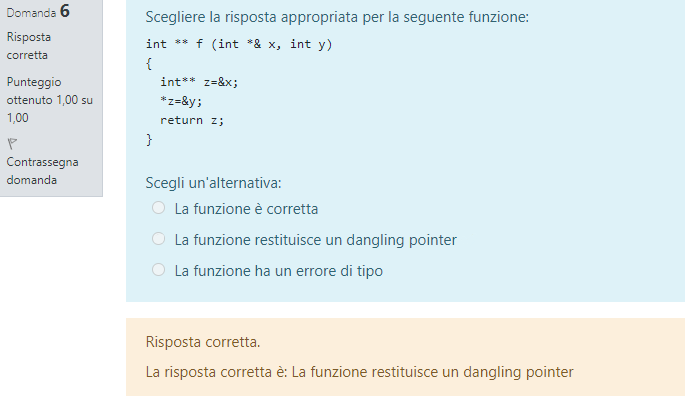 Domanda 6
Risposta
corretta
Punteggio
ottenuto 1,00 su
1,00
Contrassegna
domanda
Scegliere la risposta appropriata per la seguente funzione:
int ** f (int *& x, int y)
{
  int** z=&x;
  *z=&y;
  return z;
}
Scegli un'alternativa:
La funzione è corretta
La funzione restituisce un dangling pointer
La funzione ha un errore di tipo
Risposta corretta.
La risposta corretta è: La funzione restituisce un dangling pointer